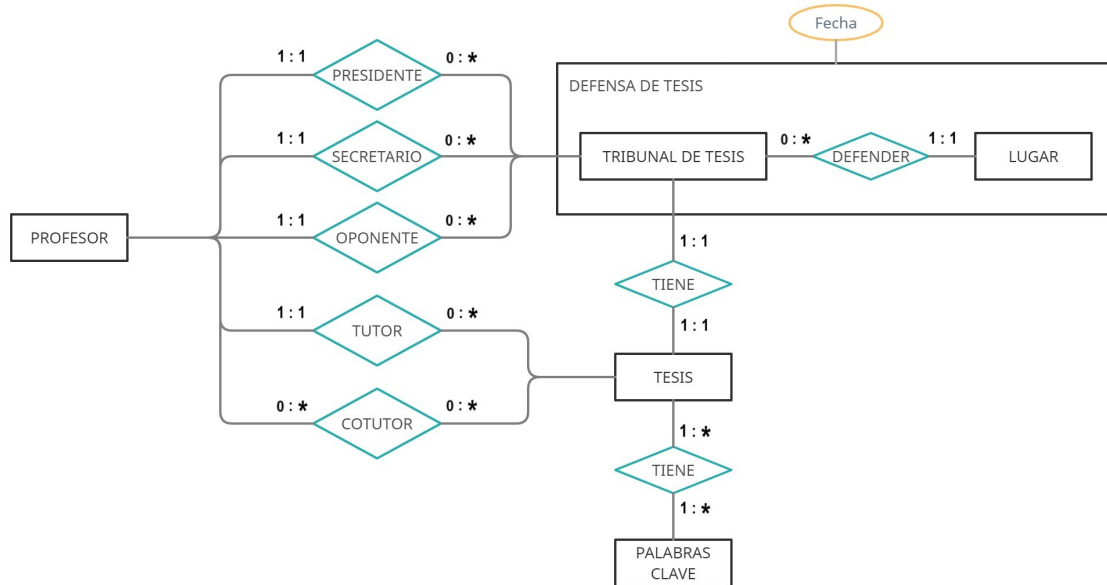 Fecha
1 : 1
PRESIDENTE
0 : *
DEFENSA DE TESIS
1 : 1
SECRETARIO
0 : *
TRIBUNAL DE TESIS
0 : *
DEFENDER
1 : 1
LUGAR
PROFESOR
1 : 1
OPONENTE
0 : *
1 : 1
TIENE
1 : 1
1 : 1
TUTOR
0 : *
TESIS
0 : *
COTUTOR
0 : *
1 : *
TIENE
1 : *
PALABRAS
CLAVE